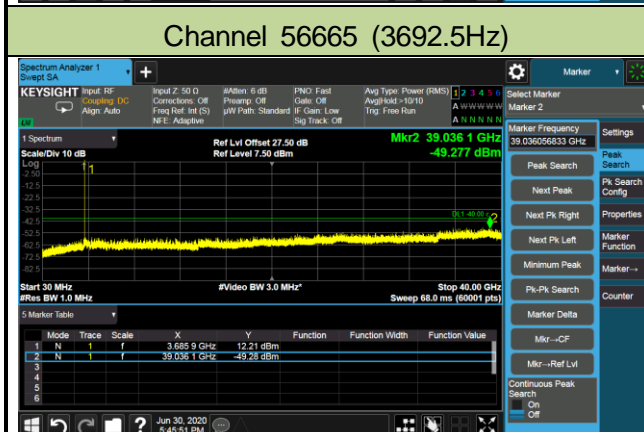 Channel 56665 (3692.5Hz)
Spectrum Analyzer 1
Swept SA
+
Marker
KEYSIGHT
Input: RF
Coupling: DC
Align: Auto
Input Z: 50 Ω
Corrections: Off
Freq Ref: Int (S)
NFE: Adaptive
#Atten: 6 dB
Preamp: Off
µW Path: Standard
PNO: Fast
Gate: Off
IF Gain: Low
Sig Track: Off
Avg Type: Power (RMS)
Avg|Hold:>10/10
Trig: Free Run
1 2 3 4 5 6
A W W W W W
A N N N N N
LV
Select Marker
Marker 2
1 Spectrum
Scale/Div 10 dB
Ref Lvl Offset 27.50 dB
Ref Level 7.50 dBm
Mkr2 39.036 1 GHz
-49.277 dBm
Log
-2.50
-12.5
-22.5
-32.5
-42.5
-52.5
-62.5
-72.5
-82.5
1
DL1 -40.00
2
Start 30 MHz
#Video BW 3.0 MHz*
Stop 40.00 GHz
#Res BW 1.0 MHz
Sweep 68.0 ms (60001 pts)
5 Marker Table
Mode Trace Scale X Y Function Function Width Function Value
1 N 1 f 3.685 9 GHz 12.21 dBm
2 N 1 f 39.036 1 GHz -49.28 dBm
3
4
5
6
Marker Frequency
39.036056833 GHz
Peak Search
Next Peak
Next Pk Right
Next Pk Left
Minimum Peak
Pk-Pk Search
Marker Delta
Mkr→CF
Mkr→Ref Lvl
Continuous Peak Search
On
Off
Settings
Peak Search
Pk Search Config
Properties
Marker Function
Marker→
Counter
?
Jun 30, 2020
5:45:51 PM